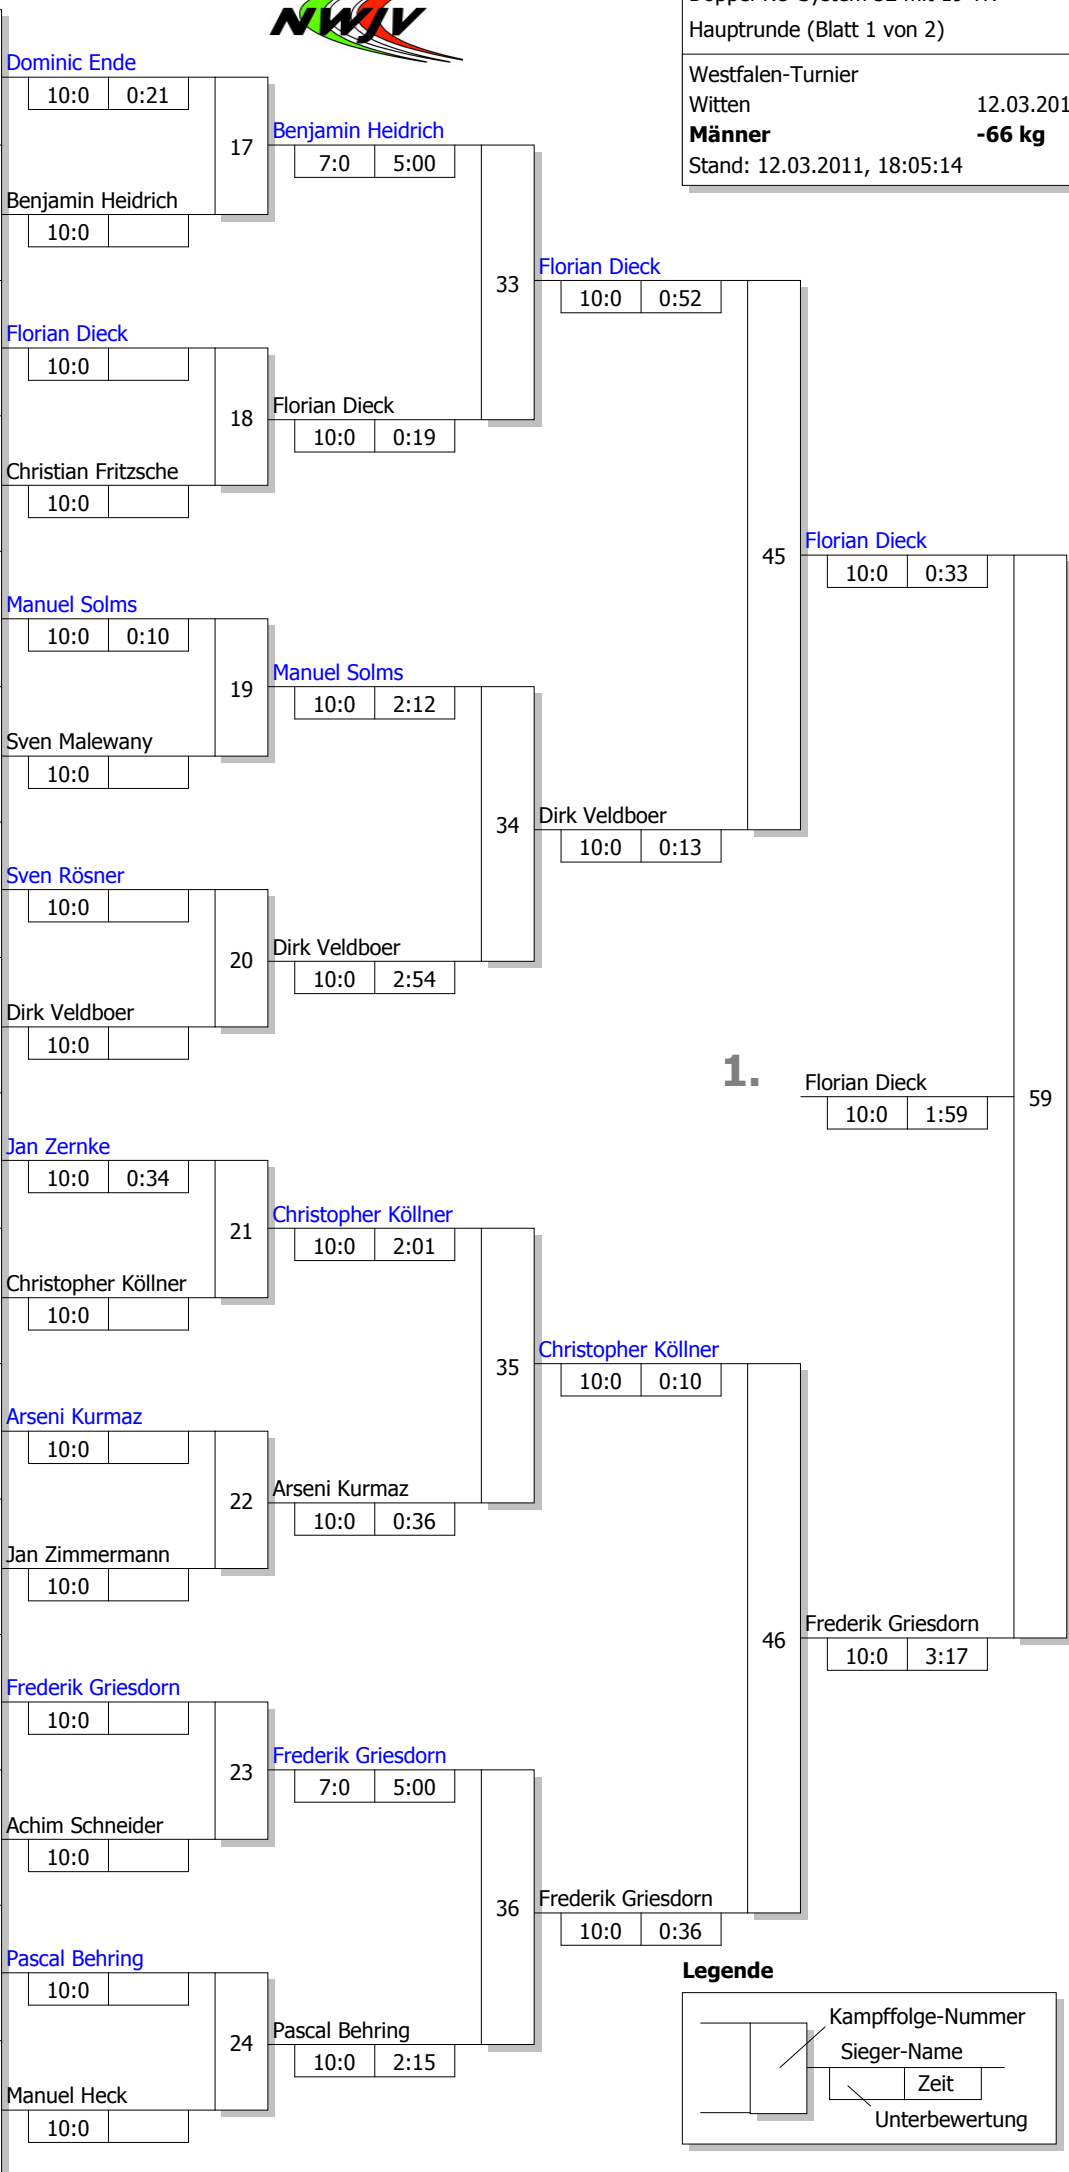 NWJV
Hauptrunde (Blatt 1 von 2)
Westfalen-Turnier
Witten 12.03.201
Männer -66 kg
Stand: 12.03.2011, 18:05:14
Dominic Ende
10:0 0:21
17
Benjamin Heidrich
7:0 5:00
Benjamin Heidrich
10:0
33
Florian Dieck
10:0 0:52
Florian Dieck
10:0
18
Florian Dieck
10:0 0:19
Christian Fritzsche
10:0
45
Florian Dieck
10:0 0:33
Manuel Solms
10:0 0:10
19
Manuel Solms
10:0 2:12
Sven Malewany
10:0
34
Dirk Veldboer
10:0 0:13
Sven Rösner
10:0
20
Dirk Veldboer
10:0 2:54
Dirk Veldboer
10:0
1.
Florian Dieck
10:0 1:59
59
Jan Zernke
10:0 0:34
21
Christopher Köllner
10:0 2:01
Christopher Köllner
10:0
35
Christopher Köllner
10:0 0:10
Arseni Kurmaz
10:0
22
Arseni Kurmaz
10:0 0:36
Jan Zimmermann
10:0
46
Frederik Griesdorn
10:0 3:17
Frederik Griesdorn
10:0
23
Frederik Griesdorn
7:0 5:00
Achim Schneider
10:0
36
Frederik Griesdorn
10:0 0:36
Pascal Behring
10:0
24
Pascal Behring
10:0 2:15
Manuel Heck
10:0
Legende
Kampffolge-Nummer
Sieger-Name
Zeit
Unterbewertung